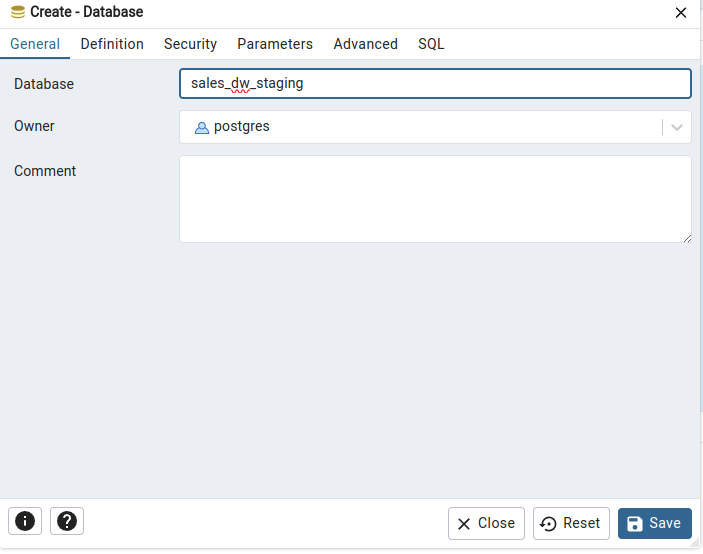 Create - Database
General Definition Security Parameters Advanced SQL
Database sales_dw_staging
Owner postgres
Comment
Close Reset Save